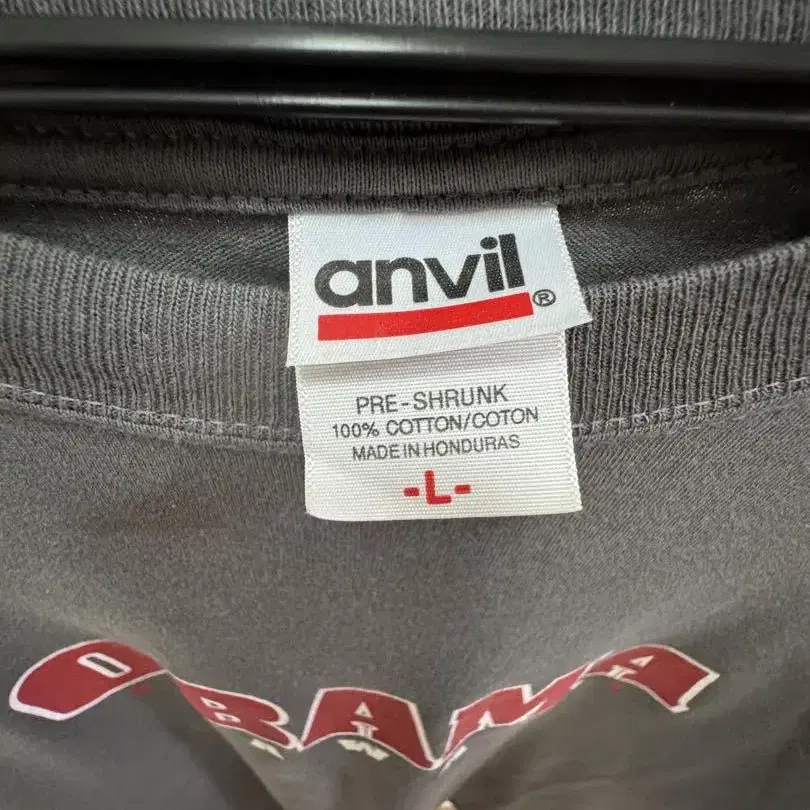 anvil®
PRE-SHRUNK
100% COTTON/COTON
MADE IN HONDURAS
-L-
OBAMA